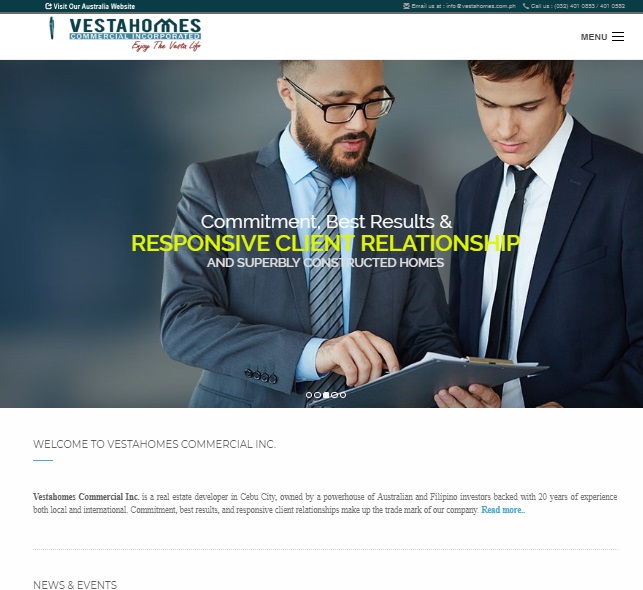 Visit Our Australia Website
Email us at : info@vestahomes.com.ph
Call us : (032) 401 0883 / 401 0882
VESTAHOMES
COMMERCIAL INCORPORATED
Enjoy The Vesta Life
MENU
Commitment, Best Results &
RESPONSIVE CLIENT RELATIONSHIP
AND SUPERBLY CONSTRUCTED HOMES
WELCOME TO VESTAHOMES COMMERCIAL INC.
Vestahomes Commercial Inc. is a real estate developer in Cebu City, owned by a powerhouse of Australian and Filipino investors backed with 20 years of experience
both local and international. Commitment, best results, and responsive client relationships make up the trade mark of our company. Read more..
NEWS & EVENTS